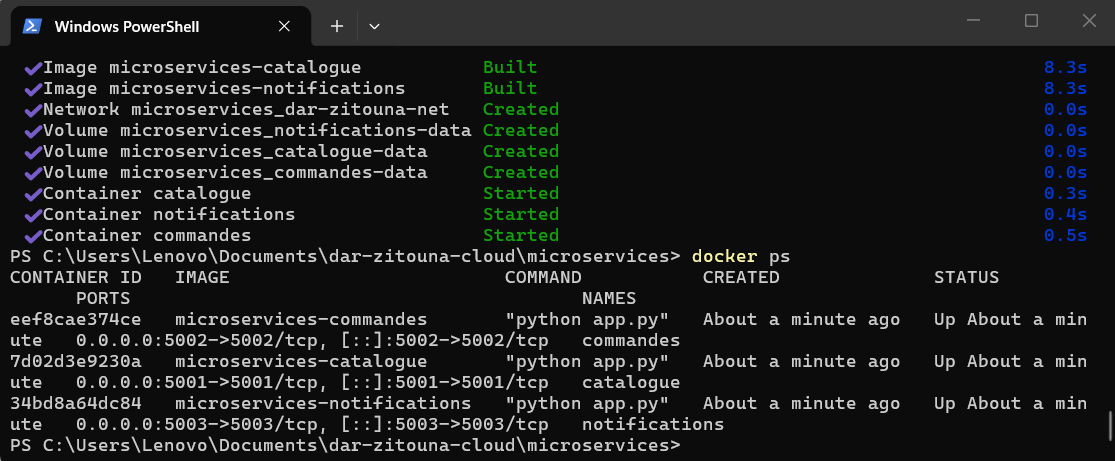 Windows PowerShell
✔Image microservices-catalogue Built 8.3s
✔Image microservices-notifications Built 8.3s
✔Network microservices_dar-zitouna-net Created 0.0s
✔Volume microservices_notifications-data Created 0.0s
✔Volume microservices_catalogue-data Created 0.0s
✔Volume microservices_commandes-data Created 0.0s
✔Container catalogue Started 0.3s
✔Container notifications Started 0.4s
✔Container commandes Started 0.5s
PS C:\Users\Lenovo\Documents\dar-zitouna-cloud\microservices> docker ps
CONTAINER ID   IMAGE                         COMMAND           CREATED              STATUS
      PORTS                                         NAMES
eef8cae374ce   microservices-commandes       "python app.py"   About a minute ago   Up About a min
ute   0.0.0.0:5002->5002/tcp, [::]:5002->5002/tcp   commandes
7d02d3e9230a   microservices-catalogue       "python app.py"   About a minute ago   Up About a min
ute   0.0.0.0:5001->5001/tcp, [::]:5001->5001/tcp   catalogue
34bd8a64dc84   microservices-notifications   "python app.py"   About a minute ago   Up About a min
ute   0.0.0.0:5003->5003/tcp, [::]:5003->5003/tcp   notifications
PS C:\Users\Lenovo\Documents\dar-zitouna-cloud\microservices>